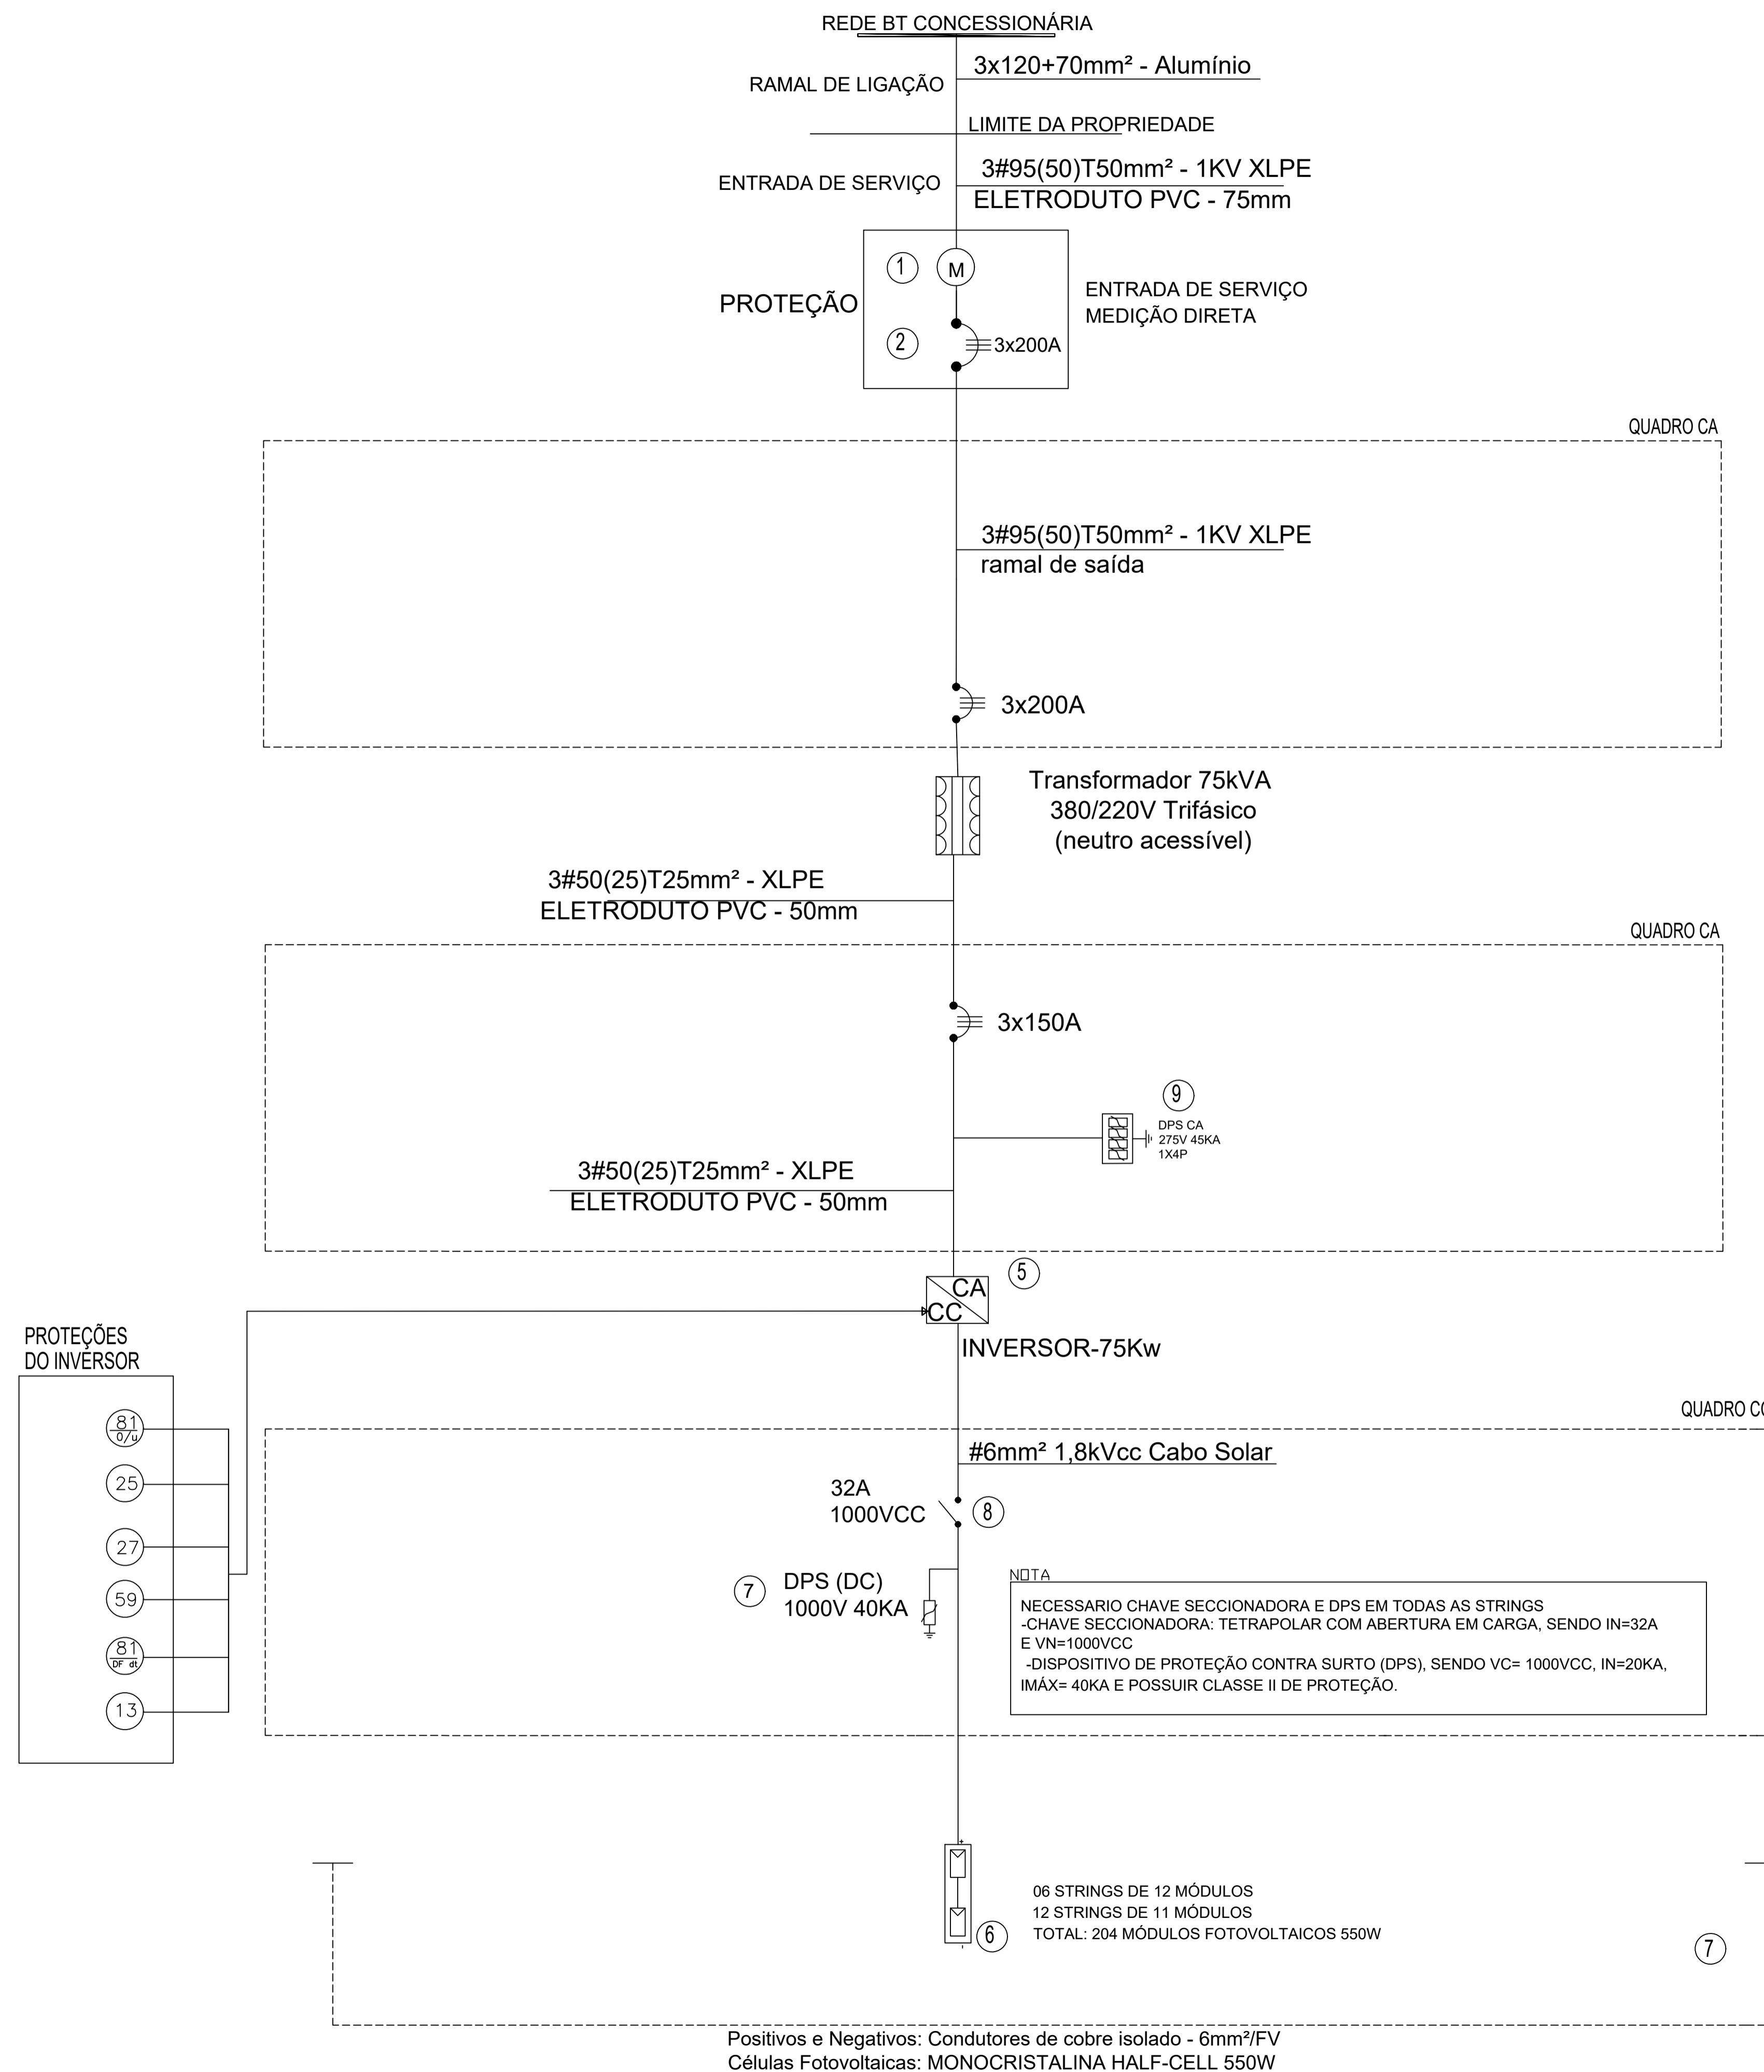 REDE BT CONCESSIONÁRIA
3x120+70mm² - Alumínio
RAMAL DE LIGAÇÃO
LIMITE DA PROPRIEDADE
3#95(50)T50mm² - 1KV XLPE
ENTRADA DE SERVIÇO
ELETRODUTO PVC - 75mm
1
M
PROTEÇÃO
ENTRADA DE SERVIÇO
MEDIÇÃO DIRETA
2
3x200A
QUADRO CA
3#95(50)T50mm² - 1KV XLPE
ramal de saída
3x200A
Transformador 75kVA
380/220V Trifásico
(neutro acessível)
3#50(25)T25mm² - XLPE
ELETRODUTO PVC - 50mm
QUADRO CA
3x150A
9
DPS CA
275V 45KA
1X4P
3#50(25)T25mm² - XLPE
ELETRODUTO PVC - 50mm
5
CA
CC
INVERSOR-75Kw
PROTEÇÕES
DO INVERSOR
81
O/u
25
27
59
81
DF dt
13
QUADRO CC
#6mm² 1,8kVcc Cabo Solar
32A
1000VCC
8
7
DPS (DC)
1000V 40KA
NOTA
NECESSARIO CHAVE SECCIONADORA E DPS EM TODAS AS STRINGS
-CHAVE SECCIONADORA: TETRAPOLAR COM ABERTURA EM CARGA, SENDO IN=32A
E VN=1000VCC
-DISPOSITIVO DE PROTEÇÃO CONTRA SURTO (DPS), SENDO VC= 1000VCC, IN=20KA,
IMÁX= 40KA E POSSUIR CLASSE II DE PROTEÇÃO.
+
06 STRINGS DE 12 MÓDULOS
12 STRINGS DE 11 MÓDULOS
TOTAL: 204 MÓDULOS FOTOVOLTAICOS 550W
6
-
7
Positivos e Negativos: Condutores de cobre isolado - 6mm²/FV
Células Fotovoltaicas: MONOCRISTALINA HALF-CELL 550W